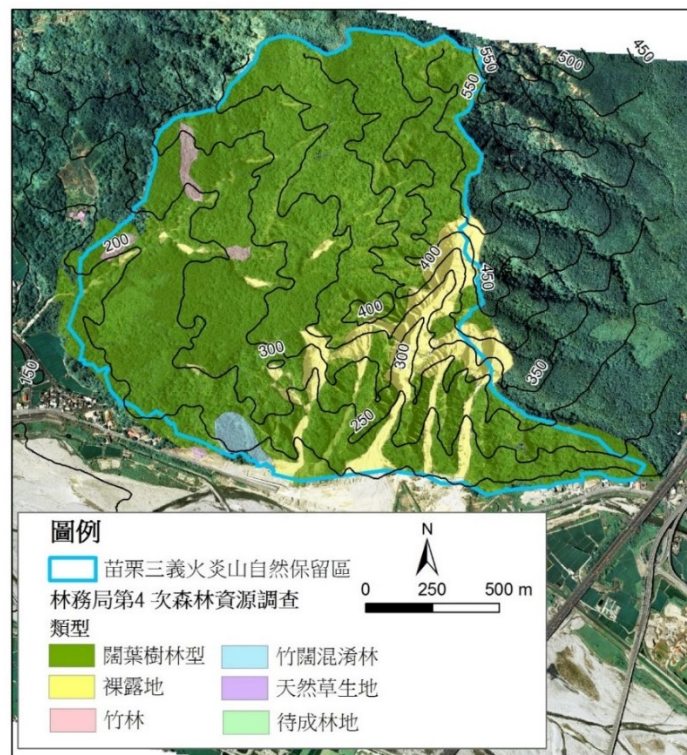 550
500
450
550
200
400
450
400
300
300
350
150
250
圖例
苗栗三義火炎山自然保留區
林務局第4 次森林資源調查
類型
闊葉樹林型
竹闊混淆林
裸露地
天然草生地
竹林
待成林地
N
0 250 500 m